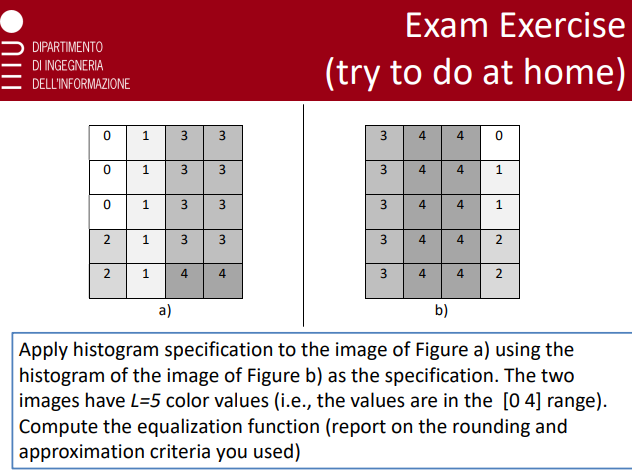 Exam Exercise
(try to do at home)
DIPARTIMENTO
DI INGEGNERIA
DELL'INFORMAZIONE
0 1 3 3
0 1 3 3
0 1 3 3
2 1 3 3
2 1 4 4
a)
3 4 4 0
3 4 4 1
3 4 4 1
3 4 4 2
3 4 4 2
b)
Apply histogram specification to the image of Figure a) using the
histogram of the image of Figure b) as the specification. The two
images have L=5 color values (i.e., the values are in the [0 4] range).
Compute the equalization function (report on the rounding and
approximation criteria you used)